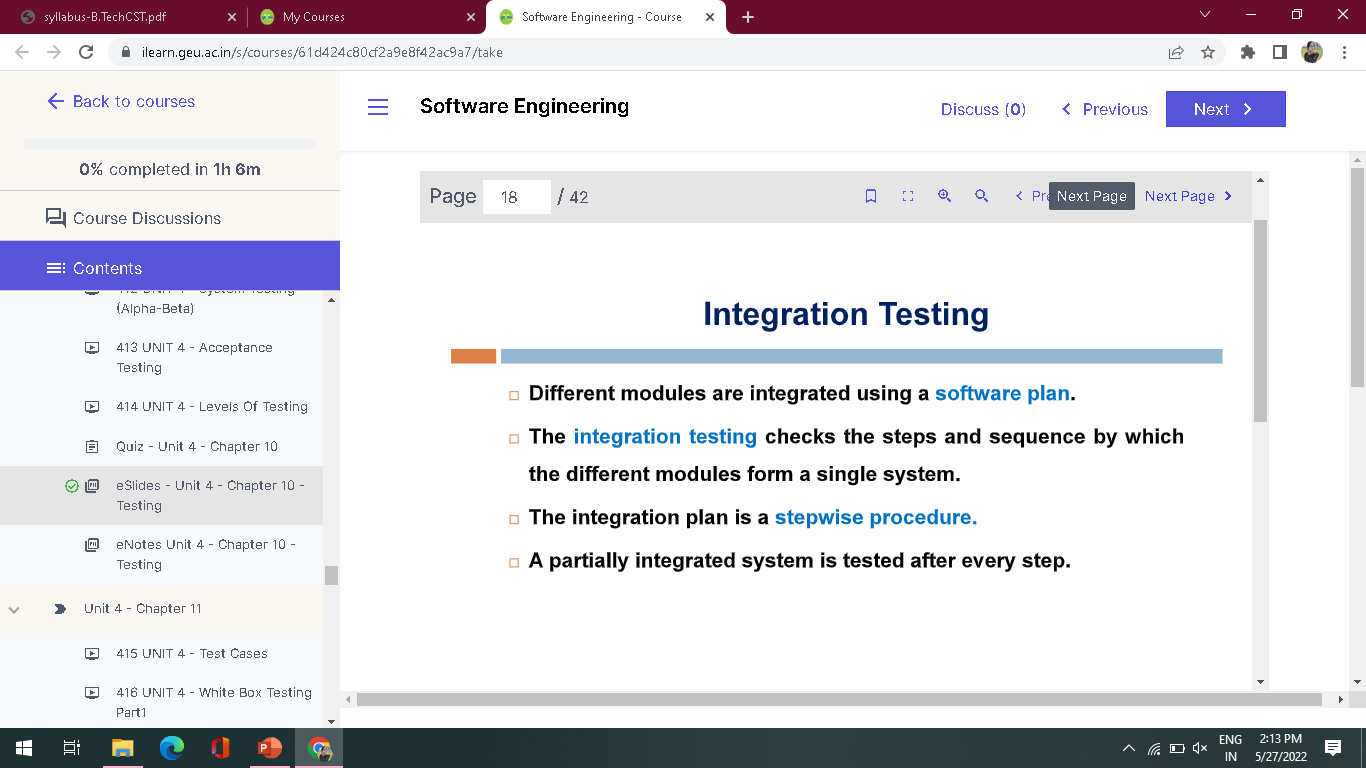 syllabus-B.TechCST.pdf
My Courses
Software Engineering - Course
ilearn.geu.ac.in/s/courses/61d424c80cf2a9e8f42ac9a7/take
Back to courses
0% completed in 1h 6m
Course Discussions
Contents
(Alpha-Beta)
413 UNIT 4 - Acceptance
Testing
414 UNIT 4 - Levels Of Testing
Quiz - Unit 4 - Chapter 10
eSlides - Unit 4 - Chapter 10 -
Testing
eNotes Unit 4 - Chapter 10 -
Testing
Unit 4 - Chapter 11
415 UNIT 4 - Test Cases
416 UNIT 4 - White Box Testing
Part1
Software Engineering
Discuss (0)
Previous
Next
Page 18 / 42
Next Page
Next Page
Integration Testing
Different modules are integrated using a software plan.
The integration testing checks the steps and sequence by which
the different modules form a single system.
The integration plan is a stepwise procedure.
A partially integrated system is tested after every step.
ENG
IN
2:13 PM
5/27/2022